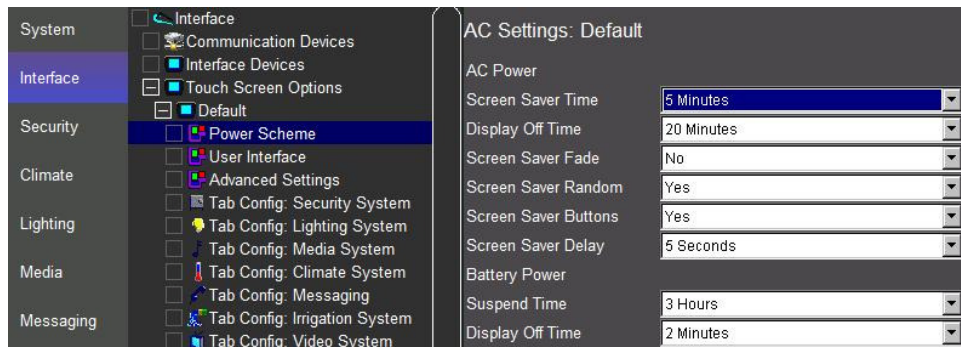 System
Interface
Security
Climate
Lighting
Media
Messaging
Interface
Communication Devices
Interface Devices
Touch Screen Options
Default
Power Scheme
User Interface
Advanced Settings
Tab Config: Security System
Tab Config: Lighting System
Tab Config: Media System
Tab Config: Climate System
Tab Config: Messaging
Tab Config: Irrigation System
Tab Config: Video System
AC Settings: Default
AC Power
Screen Saver Time 5 Minutes
Display Off Time 20 Minutes
Screen Saver Fade No
Screen Saver Random Yes
Screen Saver Buttons Yes
Screen Saver Delay 5 Seconds
Battery Power
Suspend Time 3 Hours
Display Off Time 2 Minutes